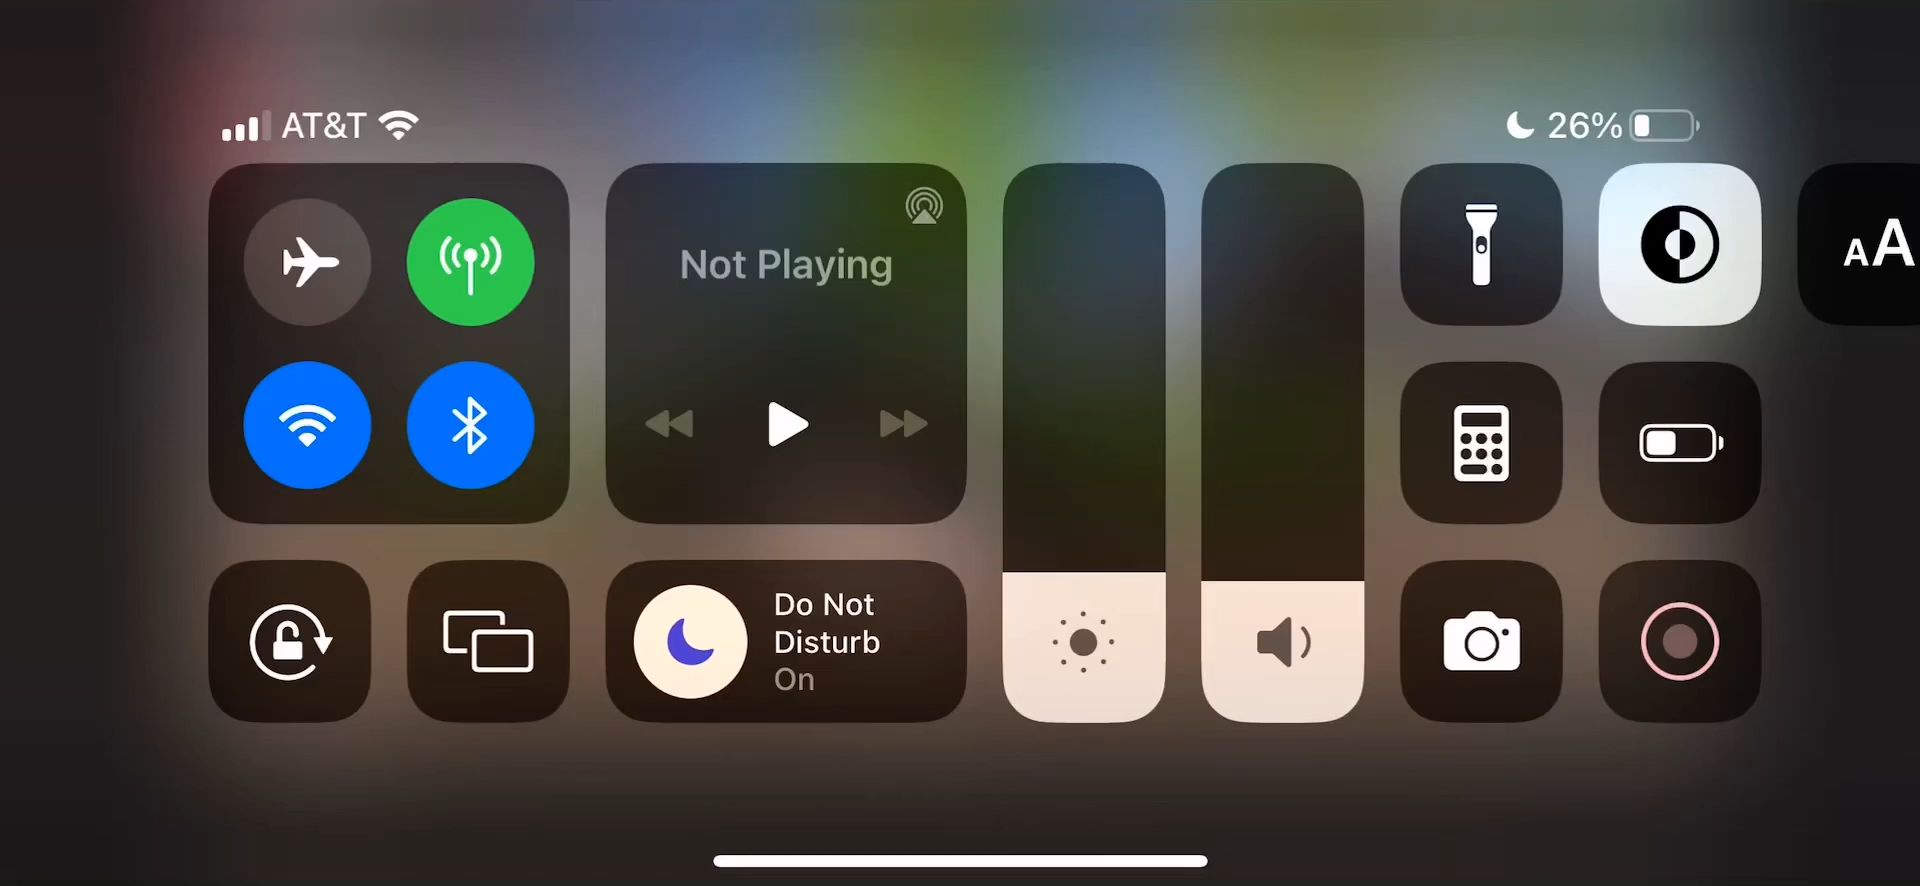 AT&T
26%
Not Playing
AA
Do Not
Disturb
On